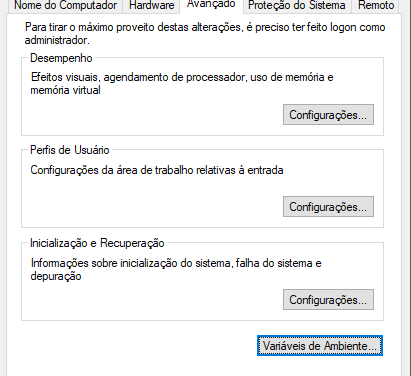 Nome do Computador Hardware Avançado Proteção do Sistema Remoto
Para tirar o máximo proveito destas alterações, é preciso ter feito logon como
administrador.
Desempenho
Efeitos visuais, agendamento de processador, uso de memória e
memória virtual
Configurações...
Perfis de Usuário
Configurações da área de trabalho relativas à entrada
Configurações...
Inicialização e Recuperação
Informações sobre inicialização do sistema, falha do sistema e
depuração
Configurações...
Variáveis de Ambiente...